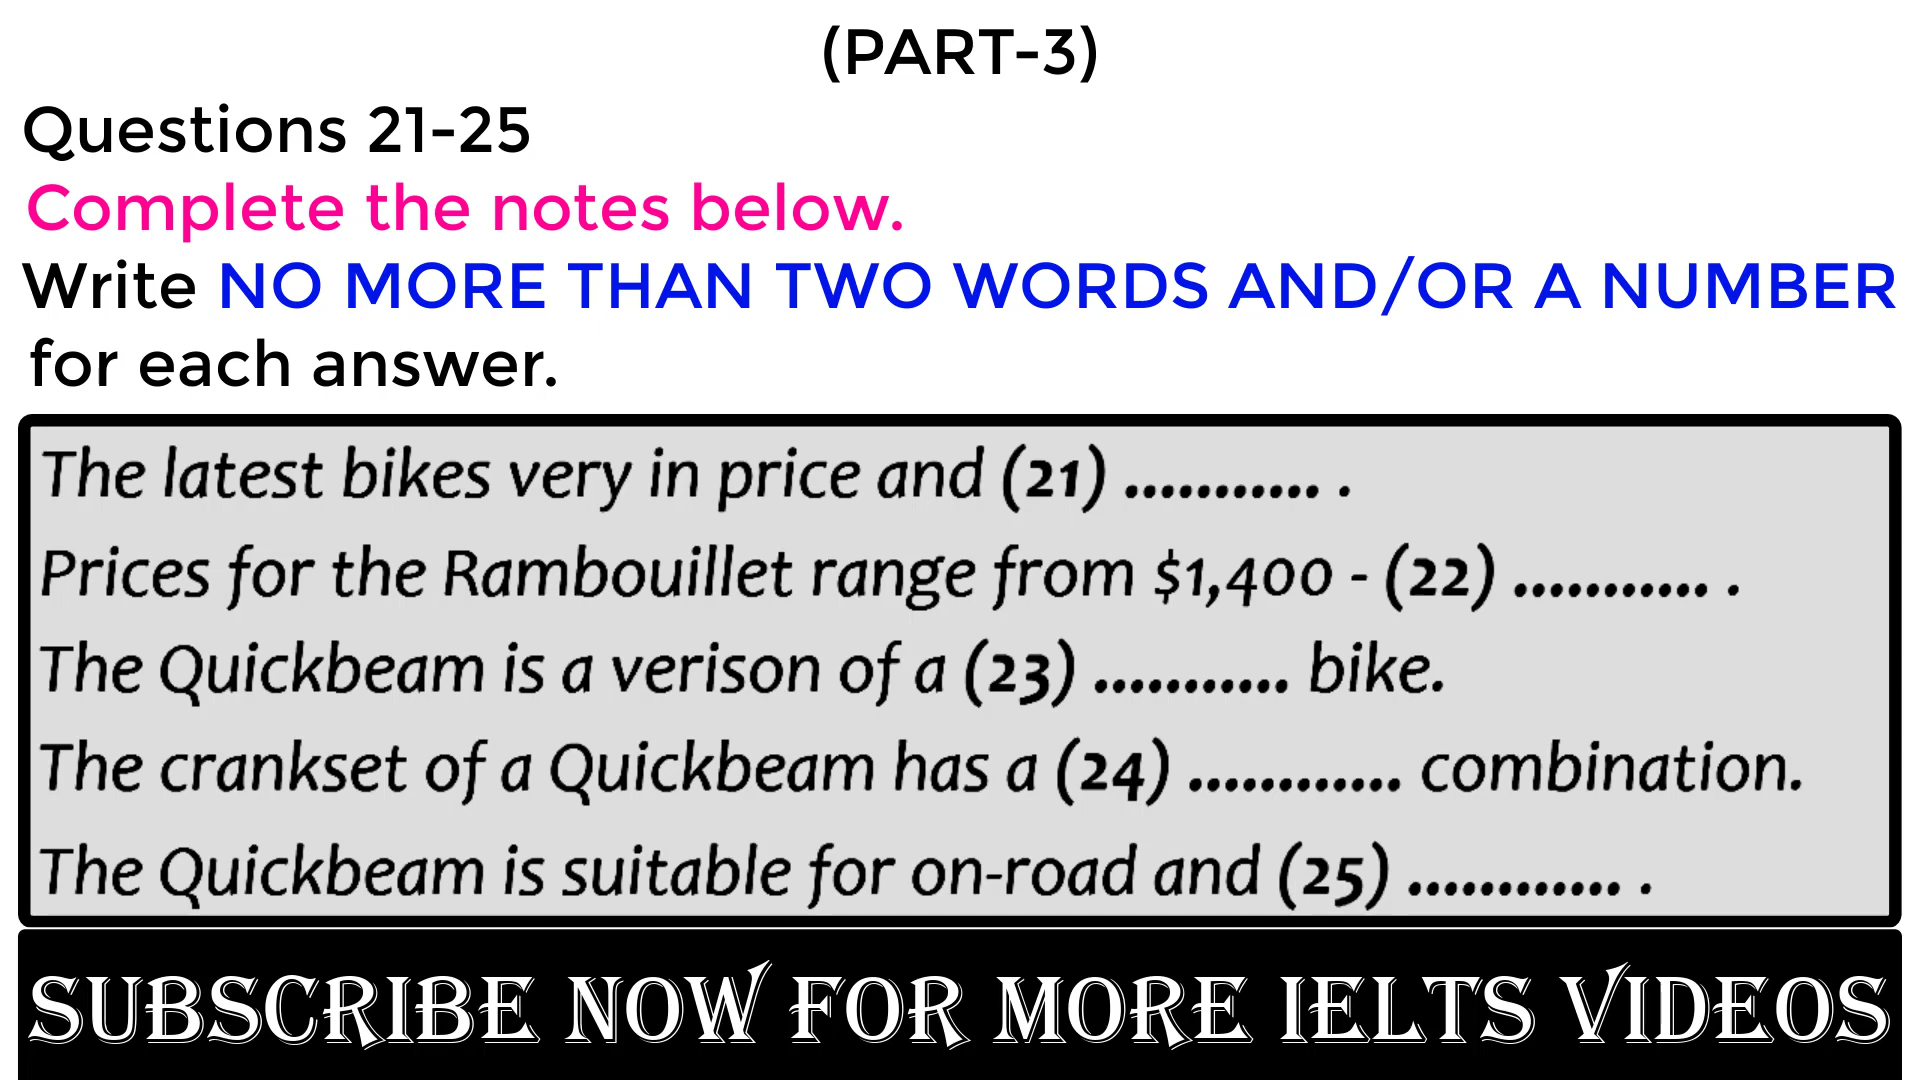 (PART-3)
Questions 21-25
Complete the notes below.
Write NO MORE THAN TWO WORDS AND/OR A NUMBER
for each answer.
The latest bikes very in price and (21) ........... .
Prices for the Rambouillet range from $1,400 - (22) ........... .
The Quickbeam is a verison of a (23) ........... bike.
The crankset of a Quickbeam has a (24) ............ combination.
The Quickbeam is suitable for on-road and (25) ............ .
SUBSCRIBE NOW FOR MORE IELTS VIDEOS